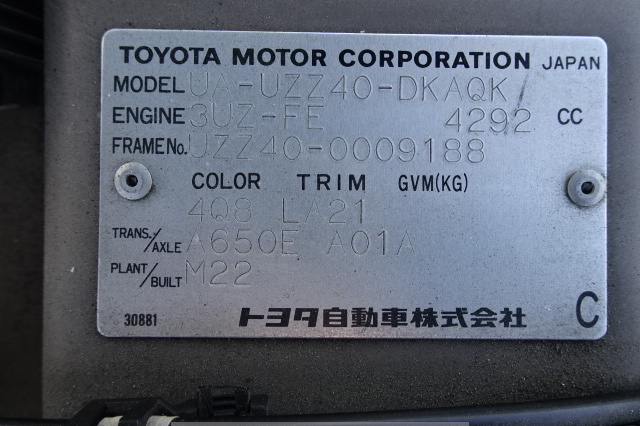 TOYOTA MOTOR CORPORATION JAPAN
MODEL UA-UZZ40-DKAQK
ENGINE 3UZ-FE 4292 CC
FRAME No. UZZ40-0009188
COLOR TRIM GVM(KG)
4Q8 LA21
TRANS./AXLE A650E A01A
PLANT/BUILT M22
30881 トヨタ自動車株式会社 C